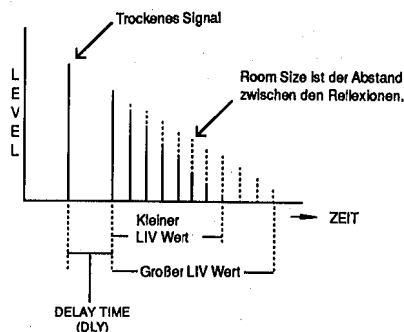 Trockenes Signal
LEVEL
Room Size ist der Abstand
zwischen den Reflexionen.
Kleiner
LIV Wert
ZEIT
Großer LIV Wert
DELAY TIME
(DLY)